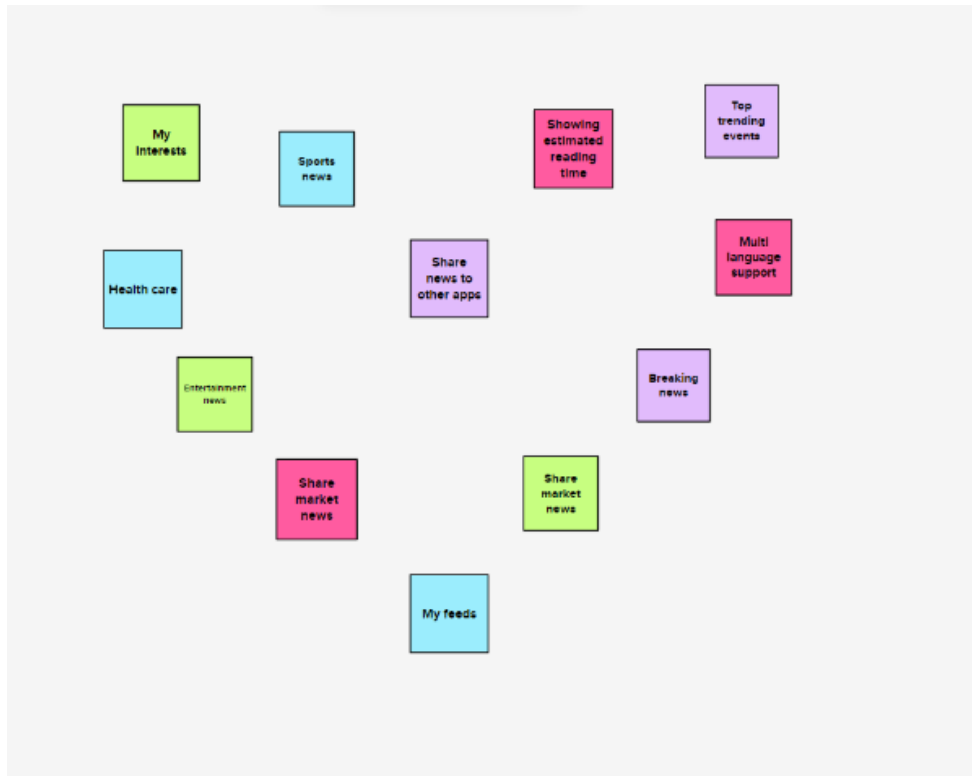 Top
trending
events
My
Interests
Showing
estimated
reading
time
Sports
news
Multi
language
support
Share
news to
other apps
Health care
Breaking
news
Entertainment
news
Share
market
news
Share
market
news
My feeds